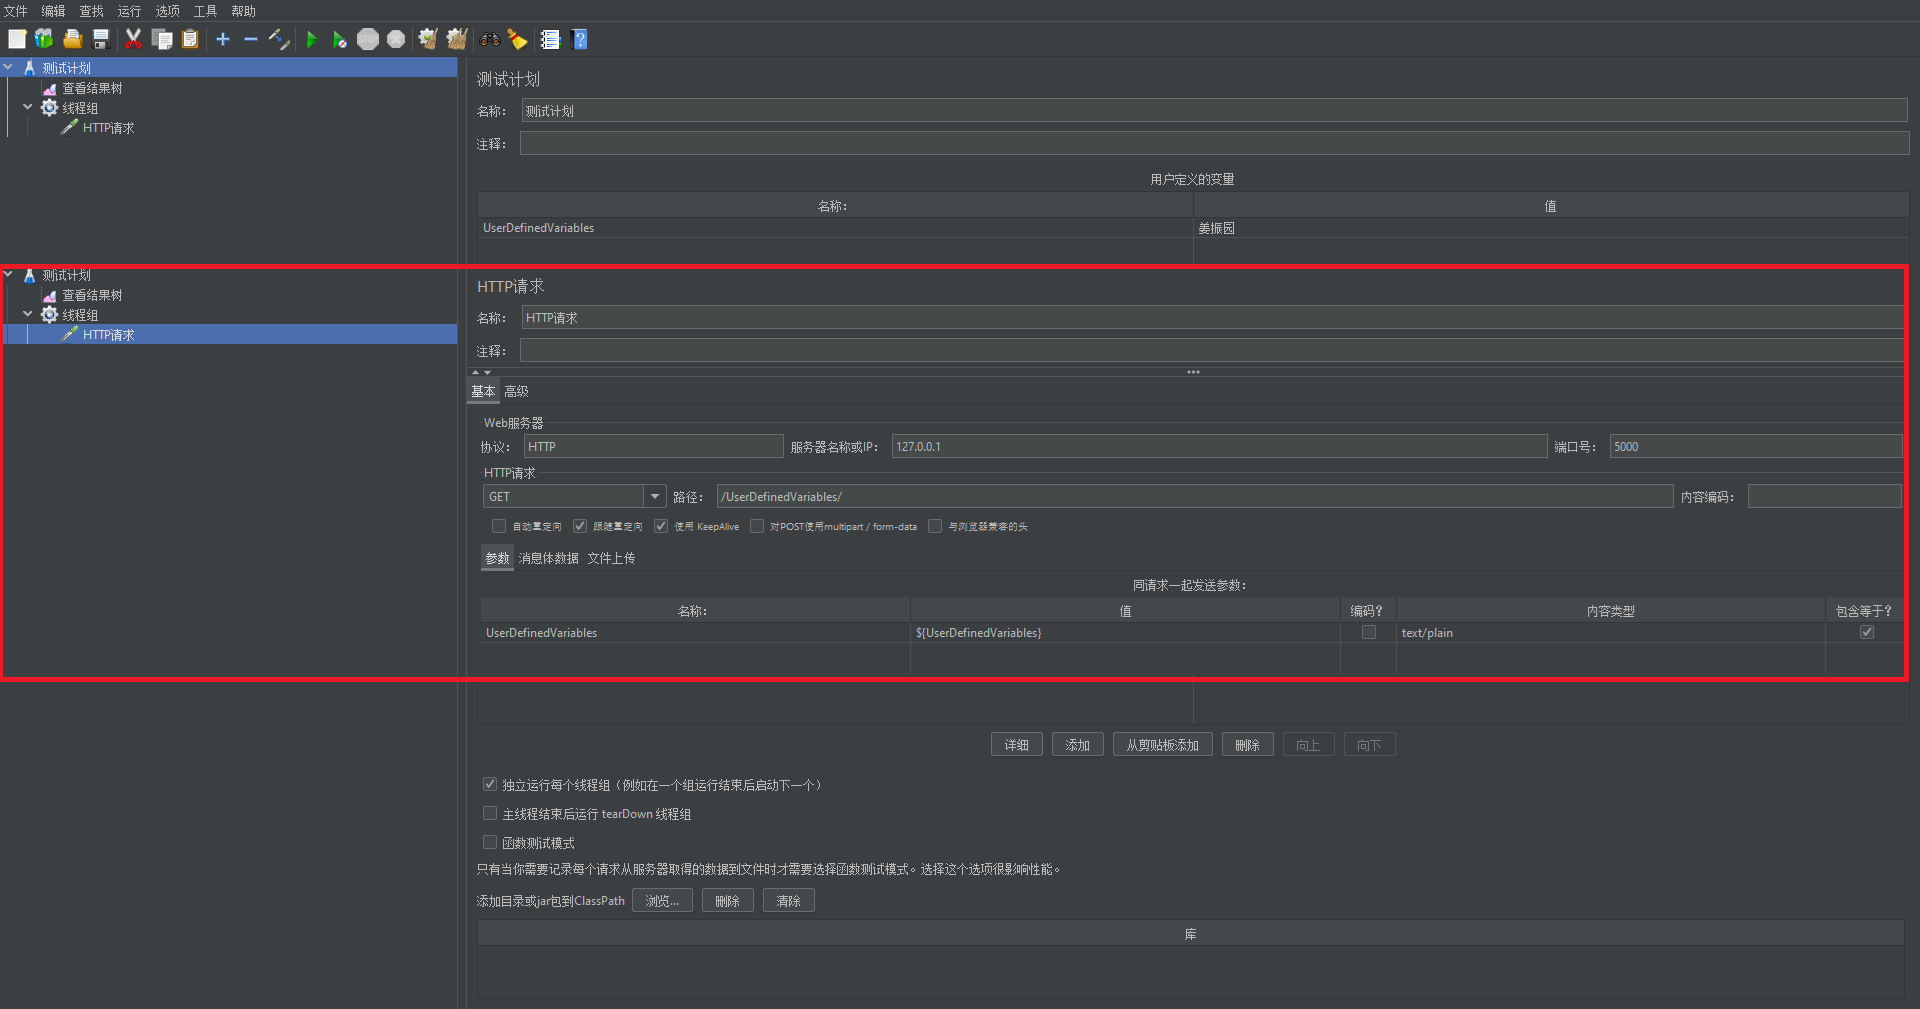 文件 编辑 查找 运行 选项 工具 帮助
测试计划
查看结果树
线程组
HTTP请求
测试计划
名称： 测试计划
注释：
用户定义的变量
名称： 值
UserDefinedVariables 姜振园
测试计划
查看结果树
线程组
HTTP请求
HTTP请求
名称： HTTP请求
注释：
基本 高级
Web服务器
协议： HTTP 服务器名称或IP： 127.0.0.1 端口号： 5000
HTTP请求
GET 路径： /UserDefinedVariables/ 内容编码：
自动重定向 跟随重定向 使用 KeepAlive 对POST使用multipart / form-data 与浏览器兼容的头
参数 消息体数据 文件上传
同请求一起发送参数：
名称： 值 编码？ 内容类型 包含等于？
UserDefinedVariables ${UserDefinedVariables} text/plain
详细 添加 从剪贴板添加 删除 向上 向下
独立运行每个线程组（例如在一个组运行结束后启动下一个）
主线程结束后运行 tearDown 线程组
函数测试模式
只有当你需要记录每个请求从服务器取得的数据到文件时才需要选择函数测试模式。选择这个选项很影响性能。
添加目录或jar包到ClassPath 浏览... 删除 清除
库